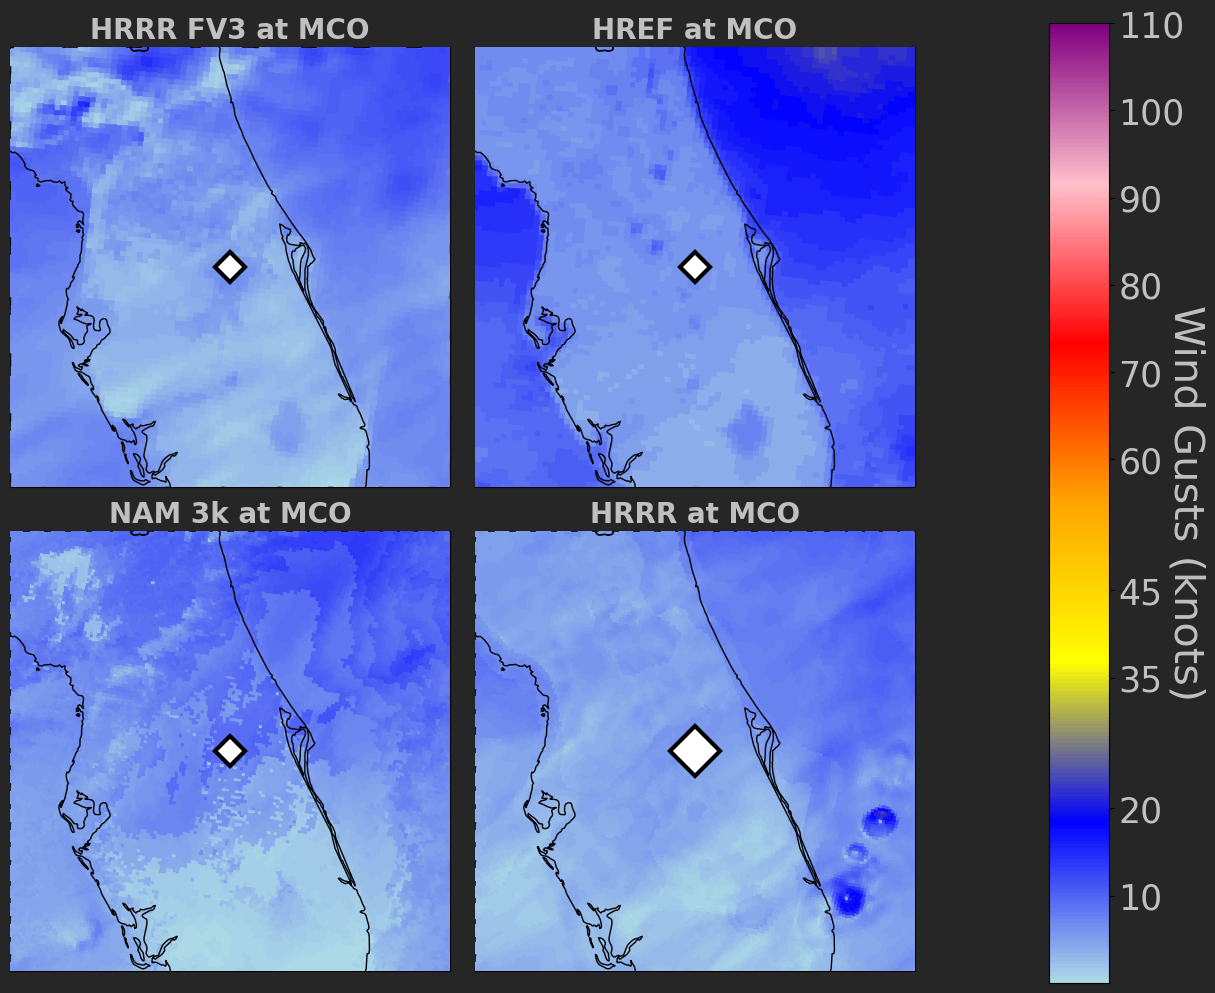 HRRR FV3 at MCO
HREF at MCO
NAM 3k at MCO
HRRR at MCO
110
100
90
80
70
60
45
35
20
10
Wind Gusts (knots)